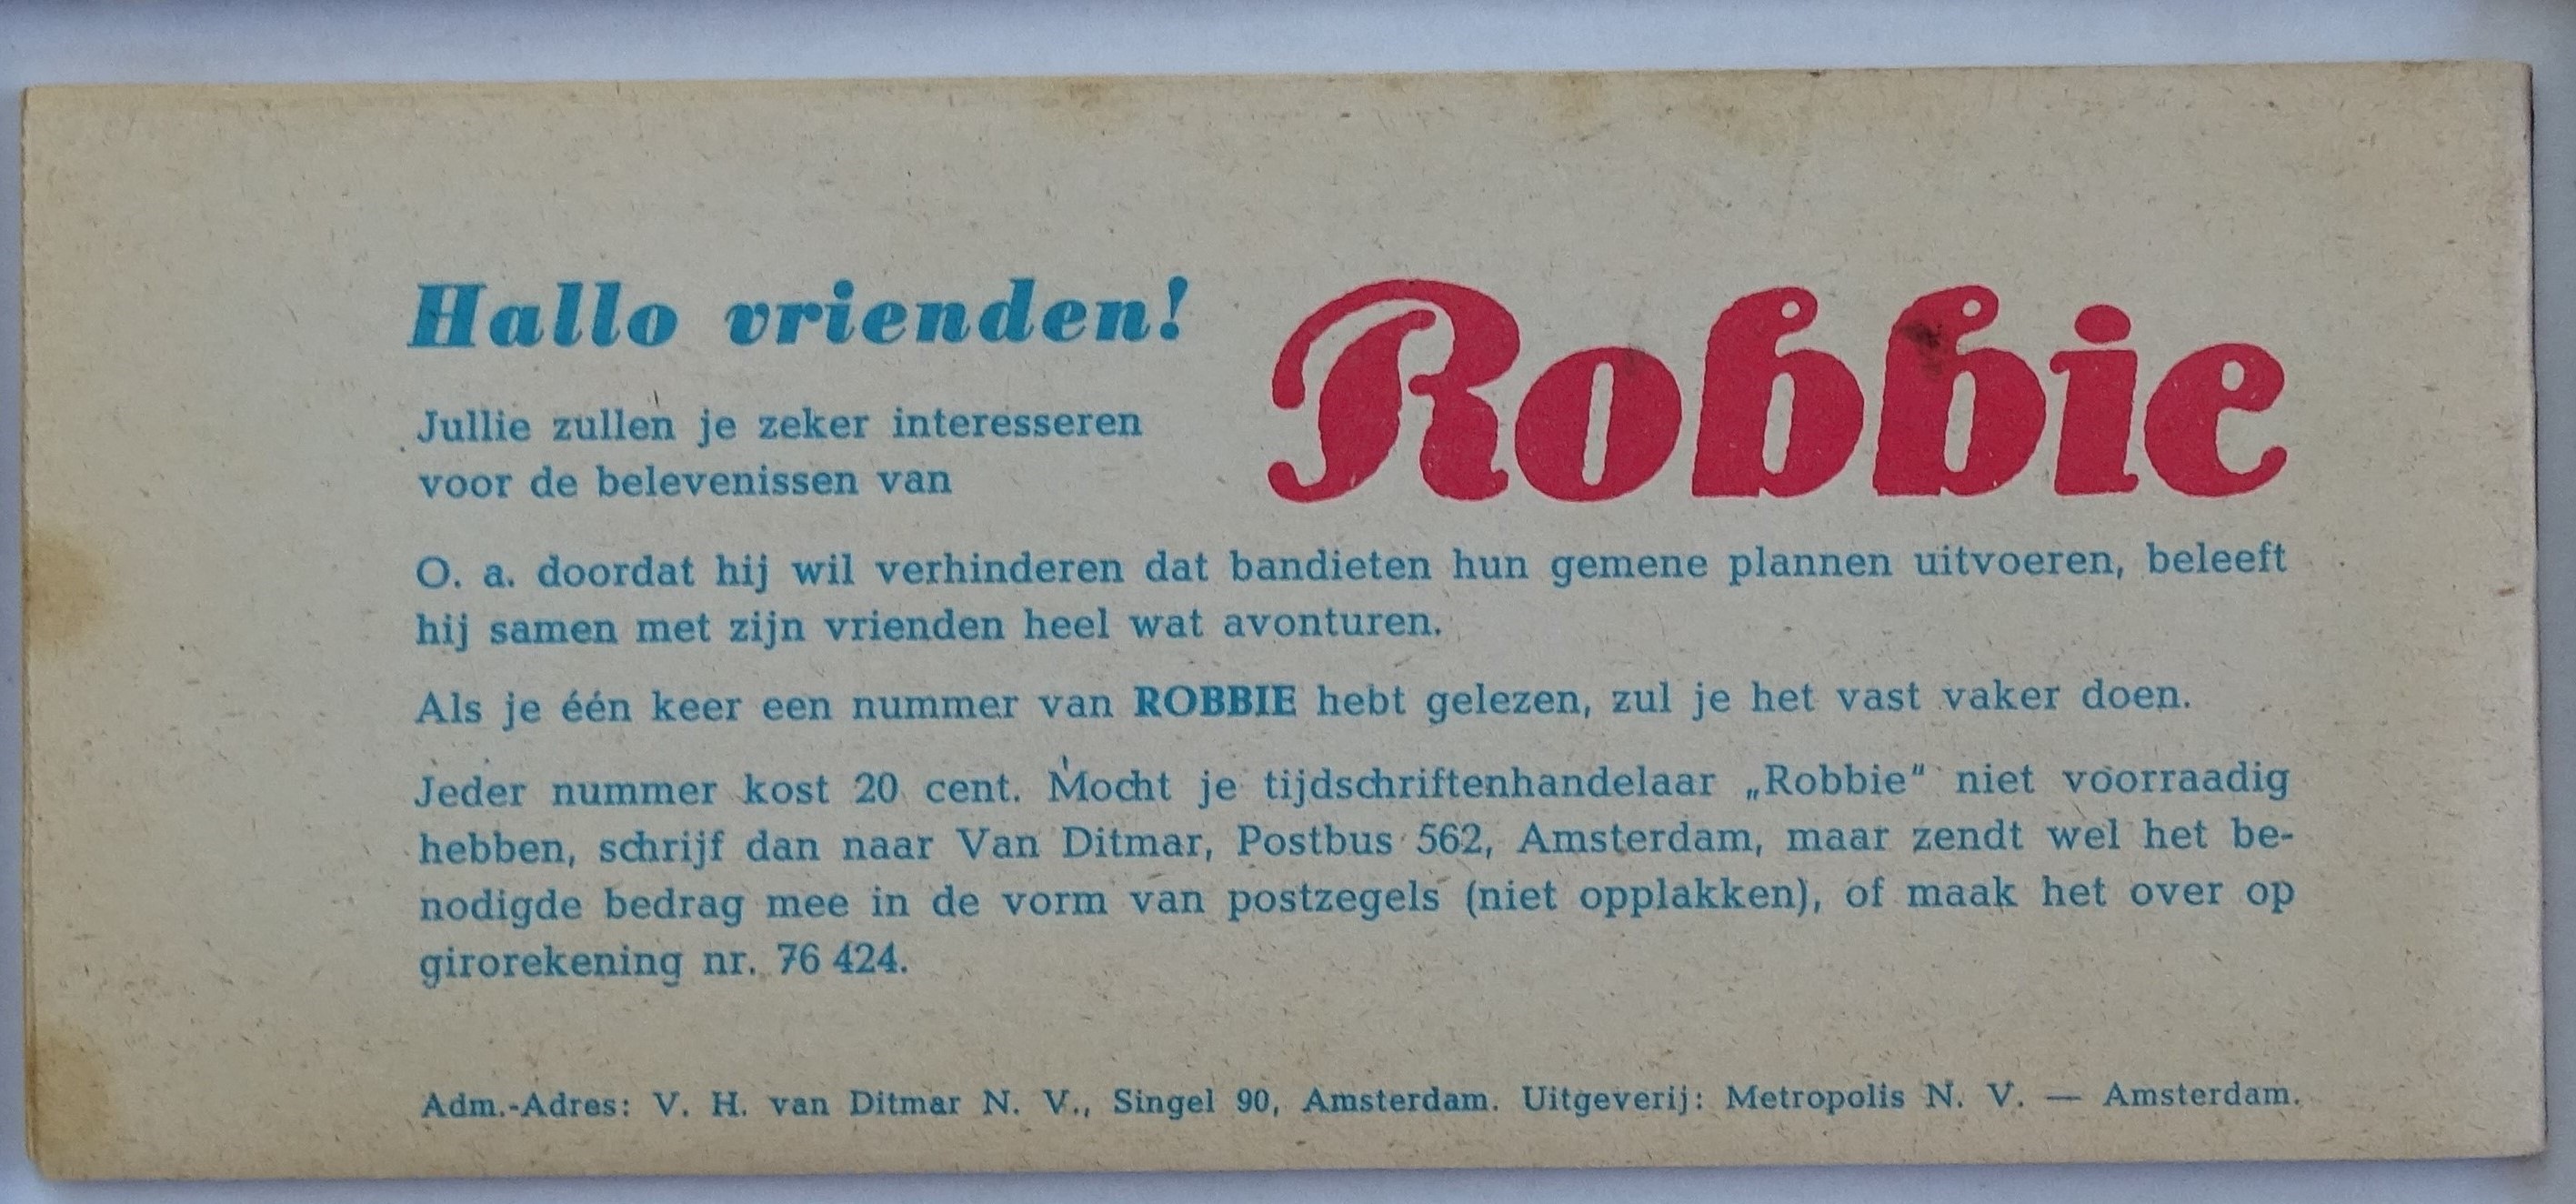 Hallo vrienden!
Jullie zullen je zeker interesseren
voor de belevenissen van
Robbie
O. a. doordat hij wil verhinderen dat bandieten hun gemene plannen uitvoeren, beleeft
hij samen met zijn vrienden heel wat avonturen.
Als je één keer een nummer van ROBBIE hebt gelezen, zul je het vast vaker doen.
Jeder nummer kost 20 cent. Mocht je tijdschriftenhandelaar „Robbie“ niet voorraadig
hebben, schrijf dan naar Van Ditmar, Postbus 562, Amsterdam, maar zendt wel het be-
nodigde bedrag mee in de vorm van postzegels (niet opplakken), of maak het over op
girorekening nr. 76 424.
Adm.-Adres: V. H. van Ditmar N. V., Singel 90, Amsterdam. Uitgeverij: Metropolis N. V. — Amsterdam.